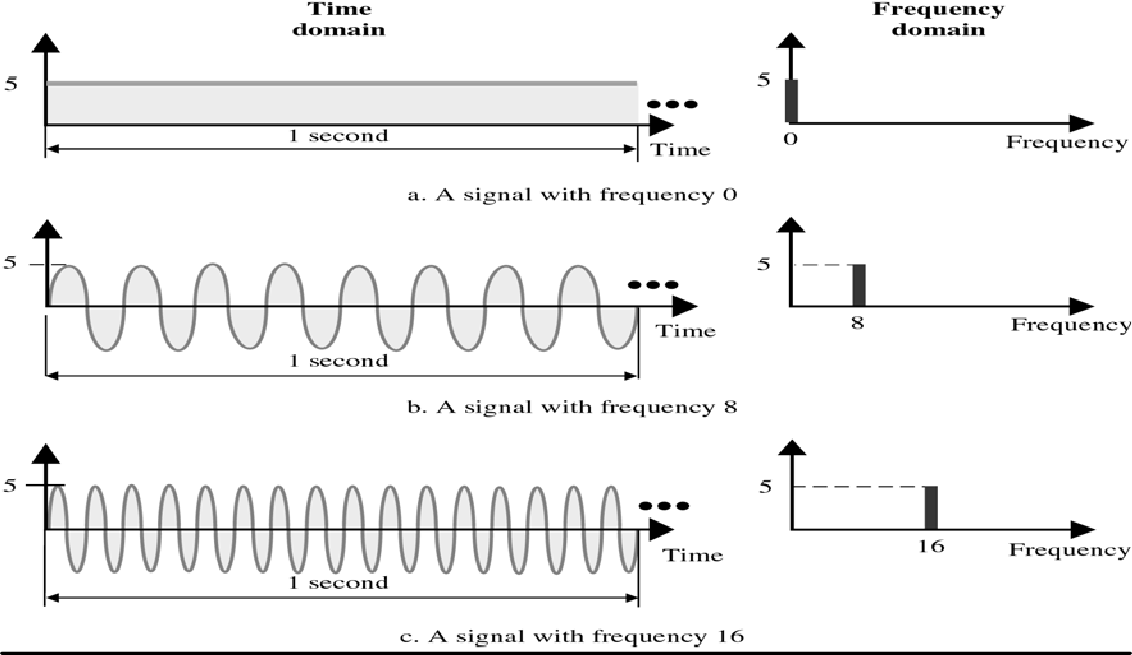 Time
domain
Frequency
domain
5
1 second
Time
5
0
Frequency
a. A signal with frequency 0
5
1 second
Time
5
8
Frequency
b. A signal with frequency 8
5
1 second
Time
5
16
Frequency
c. A signal with frequency 16